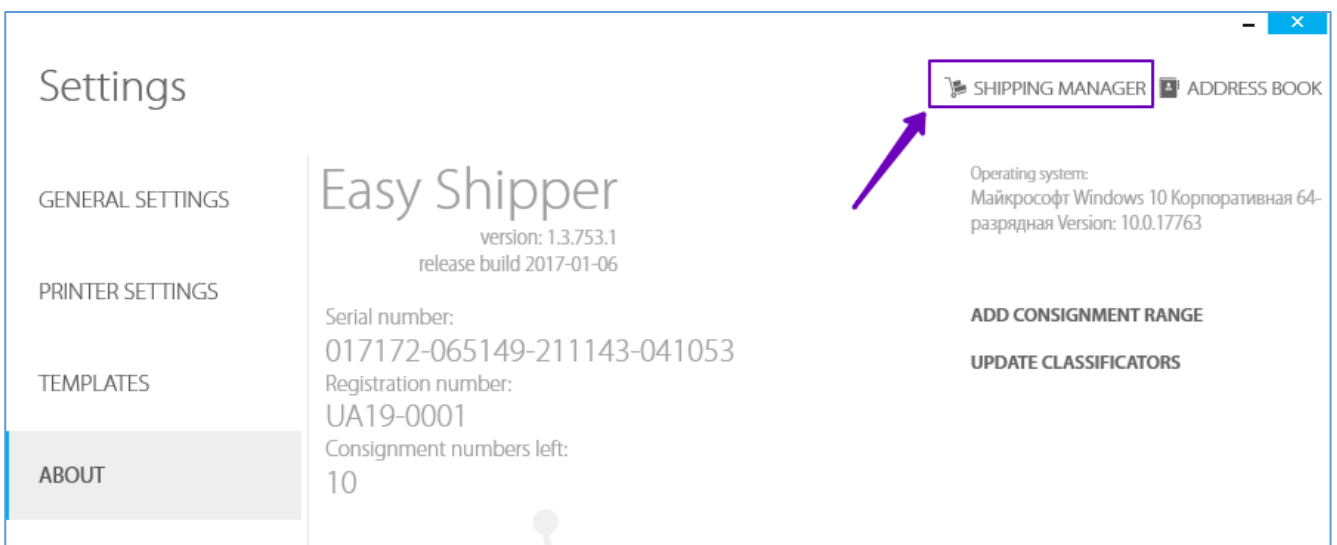 Settings
SHIPPING MANAGER
ADDRESS BOOK
GENERAL SETTINGS
PRINTER SETTINGS
TEMPLATES
ABOUT
Easy Shipper
version: 1.3.753.1
release build 2017-01-06
Serial number:
017172-065149-211143-041053
Registration number:
UA19-0001
Consignment numbers left:
10
Operating system:
Майкрософт Windows 10 Корпоративная 64-
разрядная Version: 10.0.17763
ADD CONSIGNMENT RANGE
UPDATE CLASSIFICATORS